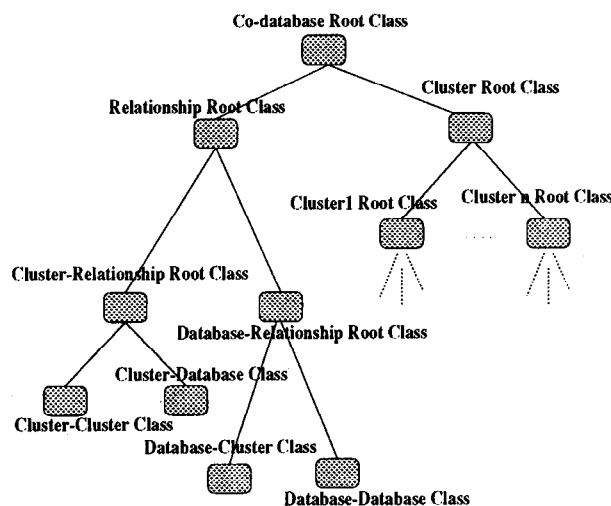 Co-database Root Class
Relationship Root Class
Cluster Root Class
Cluster1 Root Class
Cluster n Root Class
Cluster-Relationship Root Class
Database-Relationship Root Class
Cluster-Database Class
Cluster-Cluster Class
Database-Cluster Class
Database-Database Class